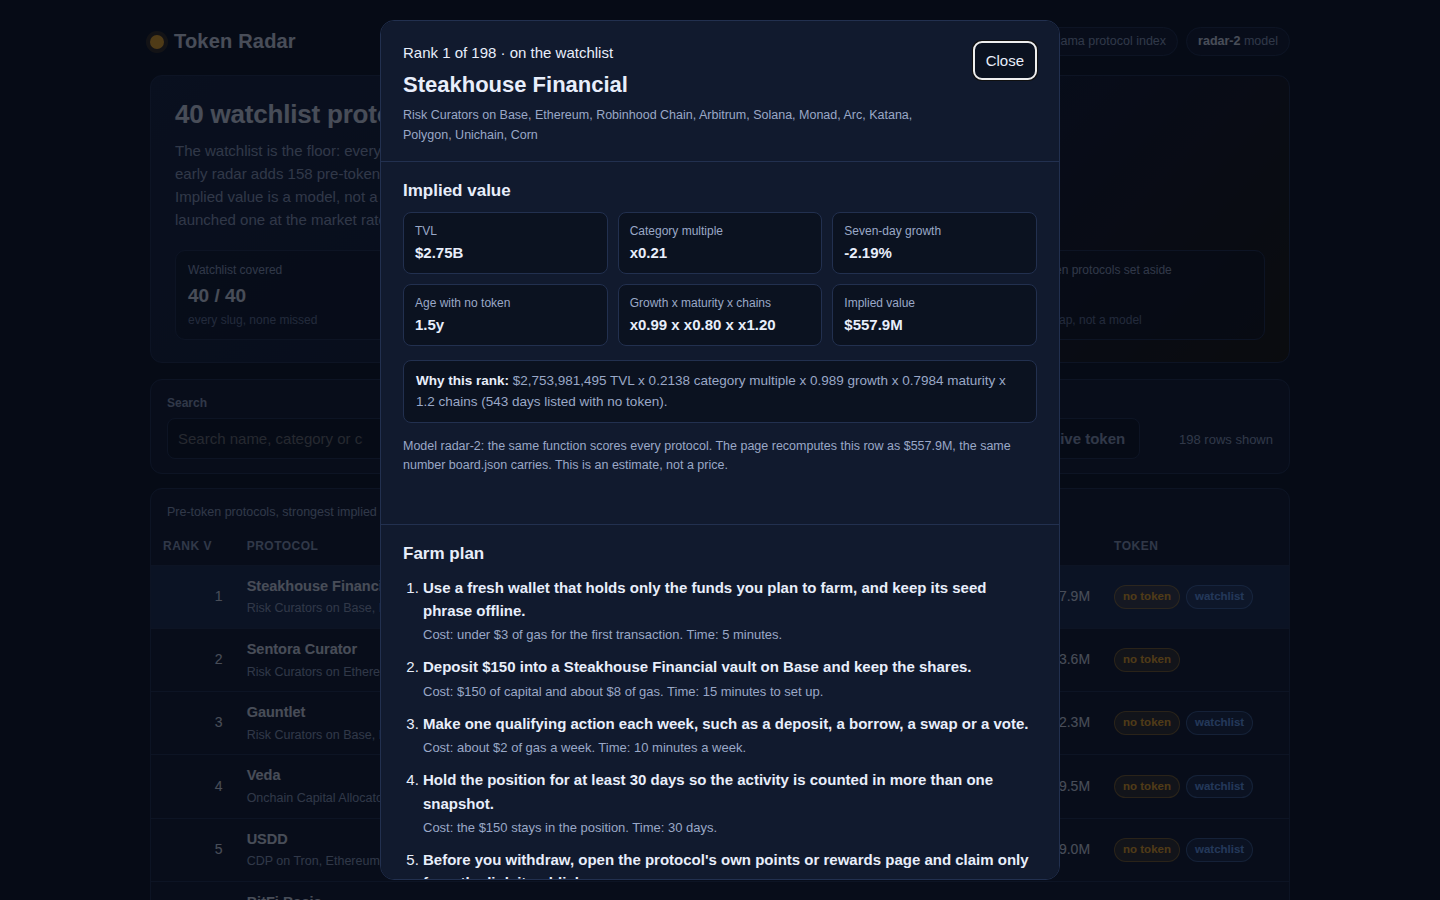 Token Radar
ama protocol index
radar-2 model
Rank 1 of 198 · on the watchlist
Close
Steakhouse Financial
Risk Curators on Base, Ethereum, Robinhood Chain, Arbitrum, Solana, Monad, Arc, Katana,
Polygon, Unichain, Corn
40 watchlist proto
The watchlist is the floor: every
early radar adds 158 pre-token
Implied value is a model, not a
launched one at the market rate
Watchlist covered
40 / 40
every slug, none missed
en protocols set aside
ap, not a model
Implied value
TVL
$2.75B
Category multiple
x0.21
Seven-day growth
-2.19%
Age with no token
1.5y
Growth x maturity x chains
x0.99 x x0.80 x x1.20
Implied value
$557.9M
Why this rank: $2,753,981,495 TVL x 0.2138 category multiple x 0.989 growth x 0.7984 maturity x
1.2 chains (543 days listed with no token).
Model radar-2: the same function scores every protocol. The page recomputes this row as $557.9M, the same
number board.json carries. This is an estimate, not a price.
Search
Search name, category or c
ive token
198 rows shown
Pre-token protocols, strongest implied
RANK V
PROTOCOL
TOKEN
1
Steakhouse Financi
Risk Curators on Base,
7.9M
no token
watchlist
2
Sentora Curator
Risk Curators on Ethere
3.6M
no token
3
Gauntlet
Risk Curators on Base,
2.3M
no token
watchlist
4
Veda
Onchain Capital Allocato
9.5M
no token
watchlist
5
USDD
CDP on Tron, Ethereum
9.0M
no token
watchlist
Farm plan
1. Use a fresh wallet that holds only the funds you plan to farm, and keep its seed
phrase offline.
Cost: under $3 of gas for the first transaction. Time: 5 minutes.
2. Deposit $150 into a Steakhouse Financial vault on Base and keep the shares.
Cost: $150 of capital and about $8 of gas. Time: 15 minutes to set up.
3. Make one qualifying action each week, such as a deposit, a borrow, a swap or a vote.
Cost: about $2 of gas a week. Time: 10 minutes a week.
4. Hold the position for at least 30 days so the activity is counted in more than one
snapshot.
Cost: the $150 stays in the position. Time: 30 days.
5. Before you withdraw, open the protocol's own points or rewards page and claim only